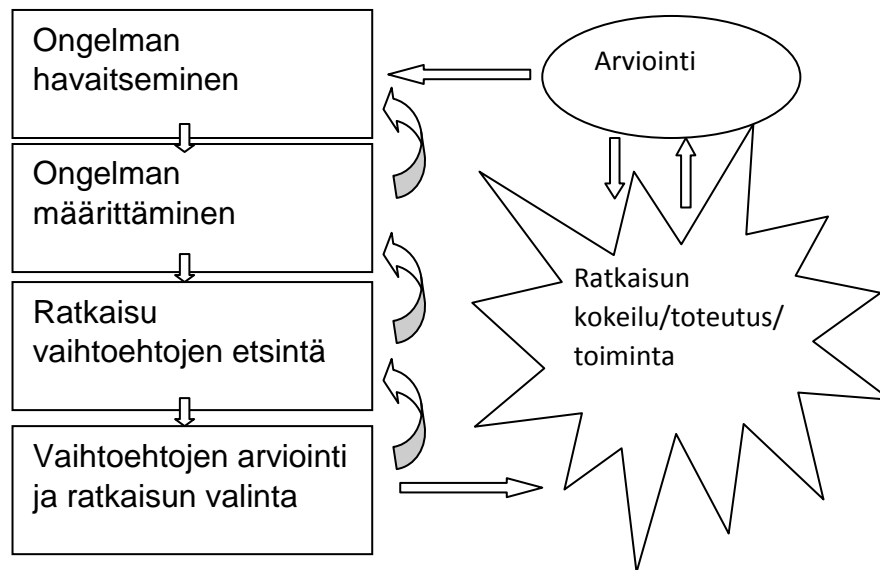 Ongelman
havaitseminen
Ongelman
määrittäminen
Ratkaisu
vaihtoehtojen etsintä
Vaihtoehtojen arviointi
ja ratkaisun valinta
Arviointi
Ratkaisun
kokeilu/toteutus/
toiminta